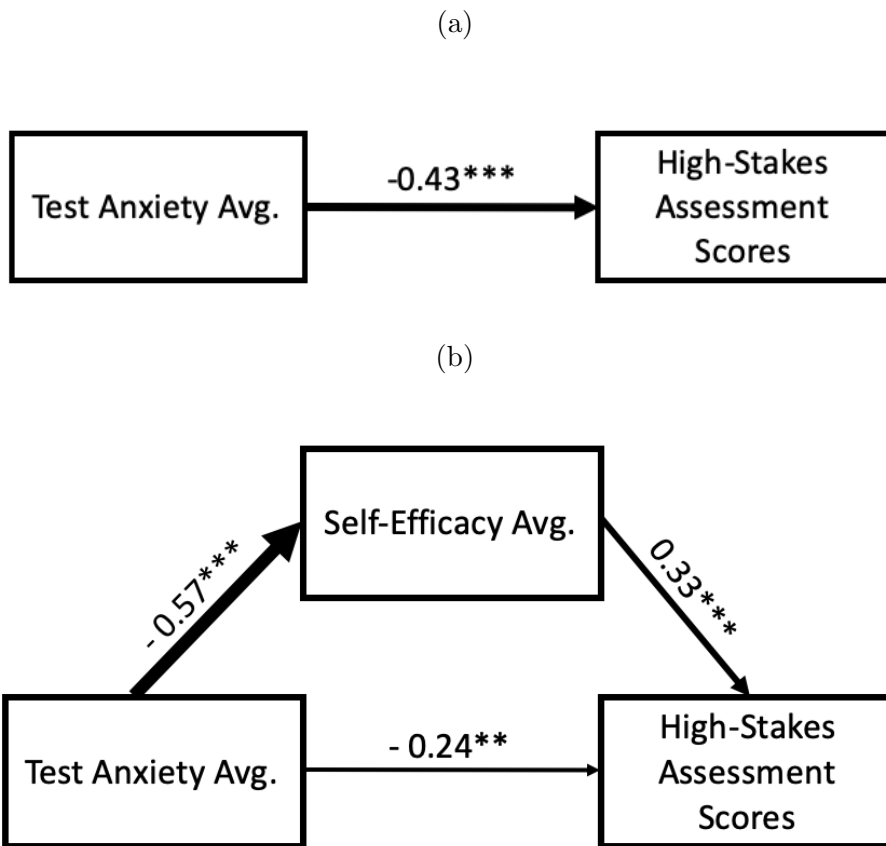 (a)
Test Anxiety Avg.
-0.43***
High-Stakes
Assessment
Scores
(b)
Self-Efficacy Avg.
- 0.57***
0.33***
Test Anxiety Avg.
- 0.24**
High-Stakes
Assessment
Scores